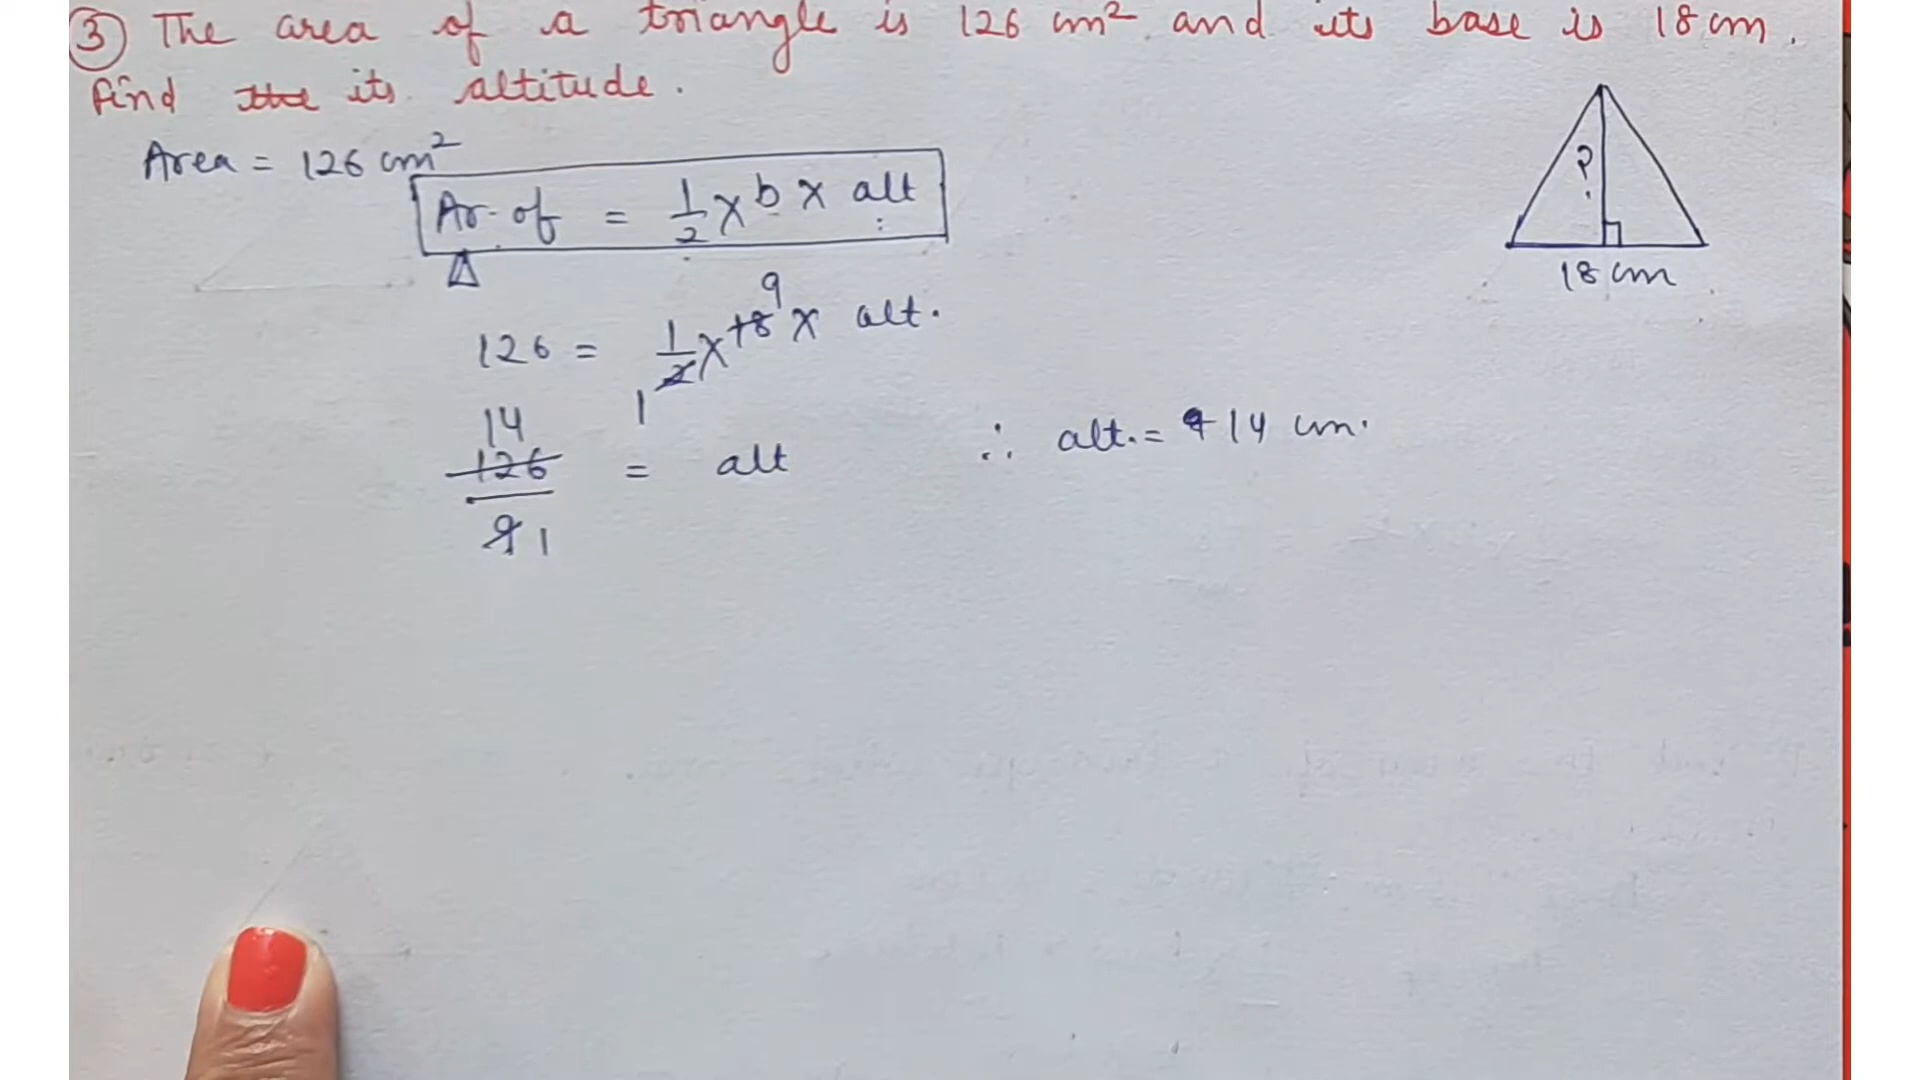 ③ The area of a triangle is 126 cm² and its base is 18 cm.
Find the its altitude.
Area = 126 cm²
Ar. of △ = 1/2 x b x alt
?
18 cm
9
126 = 1/2 x 18 x alt.
1
14
126/9 1 = alt
∴ alt. = 14 cm.